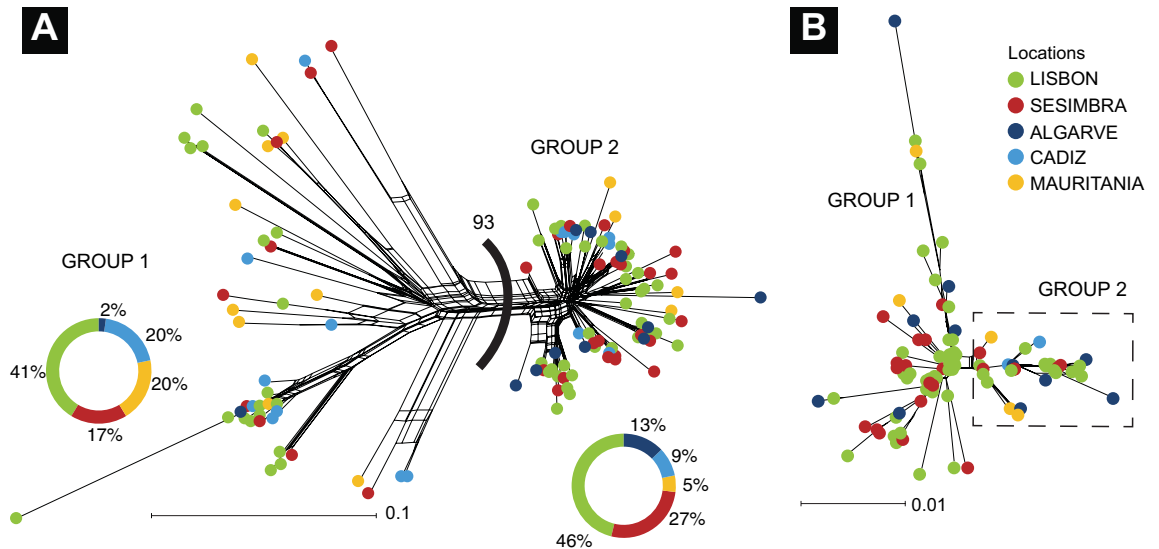 A
B
Locations
LISBON
SESIMBRA
ALGARVE
CADIZ
MAURITANIA
GROUP 2
93
GROUP 1
2%
20%
41%
20%
17%
13%
9%
5%
27%
46%
0.1
GROUP 1
GROUP 2
0.01